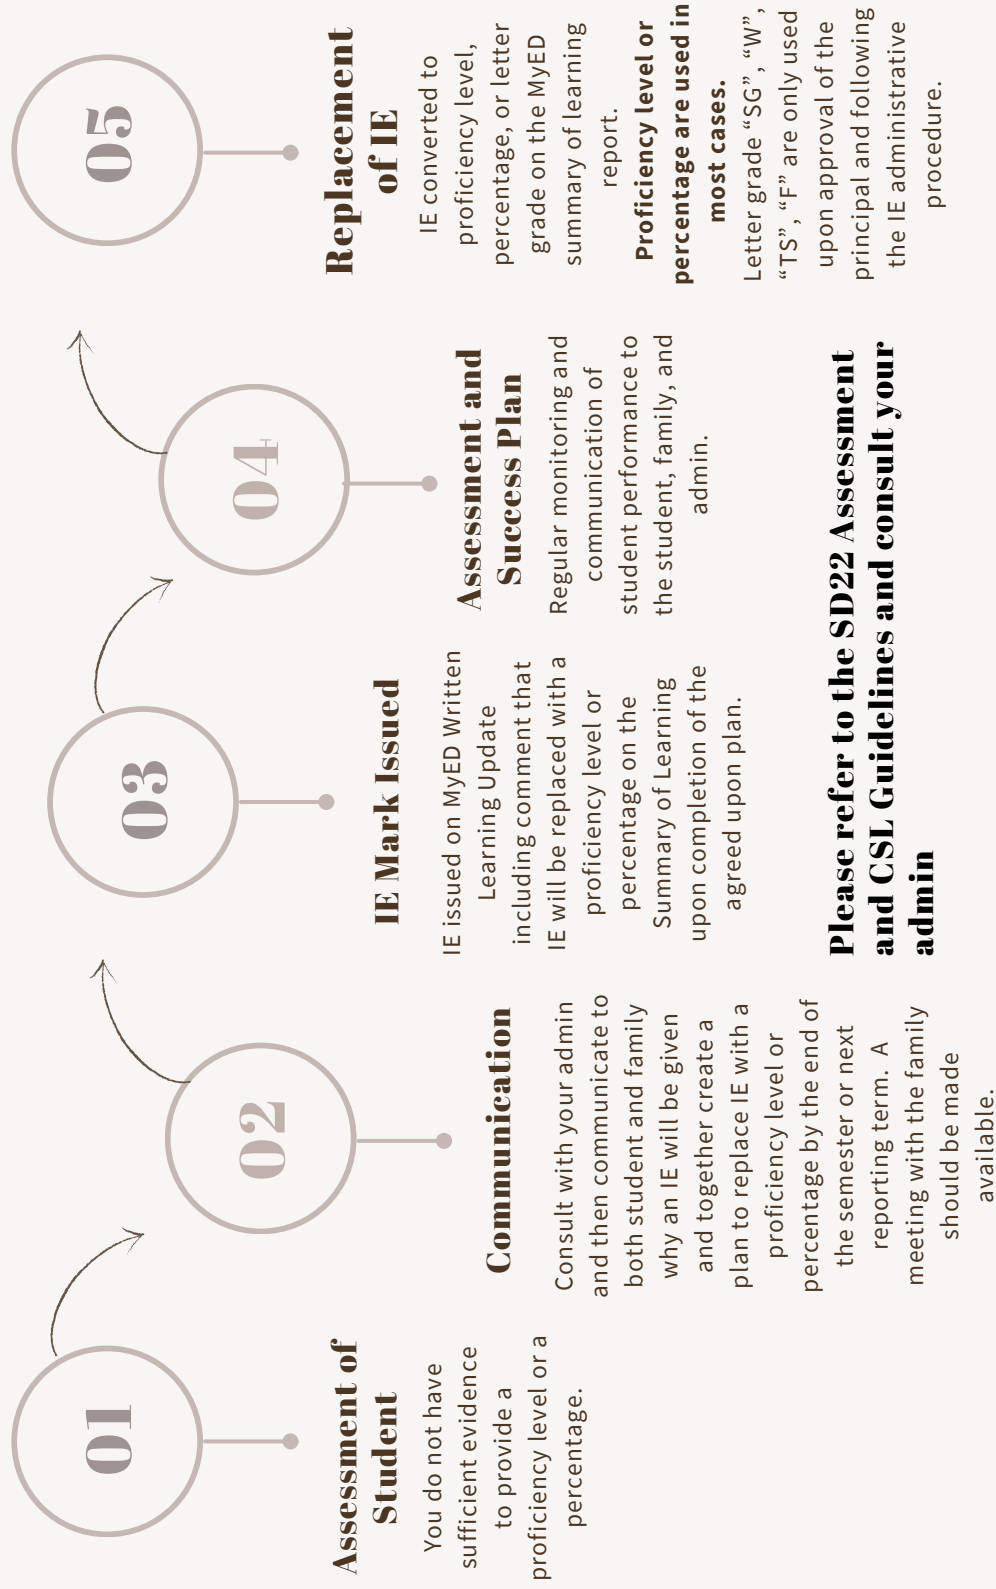 01
Assessment of
Student
You do not have
sufficient evidence
to provide a
proficiency level or a
percentage.
02
Communication
Consult with your admin
and then communicate to
both student and family
why an IE will be given
and together create a
plan to replace IE with a
proficiency level or
percentage by the end of
the semester or next
reporting term. A
meeting with the family
should be made
available.
03
IE Mark Issued
IE issued on MyED Written
Learning Update
including comment that
IE will be replaced with a
proficiency level or
percentage on the
Summary of Learning
upon completion of the
agreed upon plan.
04
Assessment and
Success Plan
Regular monitoring and
communication of
student performance to
the student, family, and
admin.
05
Replacement
of IE
IE converted to
proficiency level,
percentage, or letter
grade on the MyED
summary of learning
report.
Proficiency level or
percentage are used in
most cases.
Letter grade “SG”, “W”,
“TS”, “F” are only used
upon approval of the
principal and following
the IE administrative
procedure.
Please refer to the SD22 Assessment
and CSL Guidelines and consult your
admin